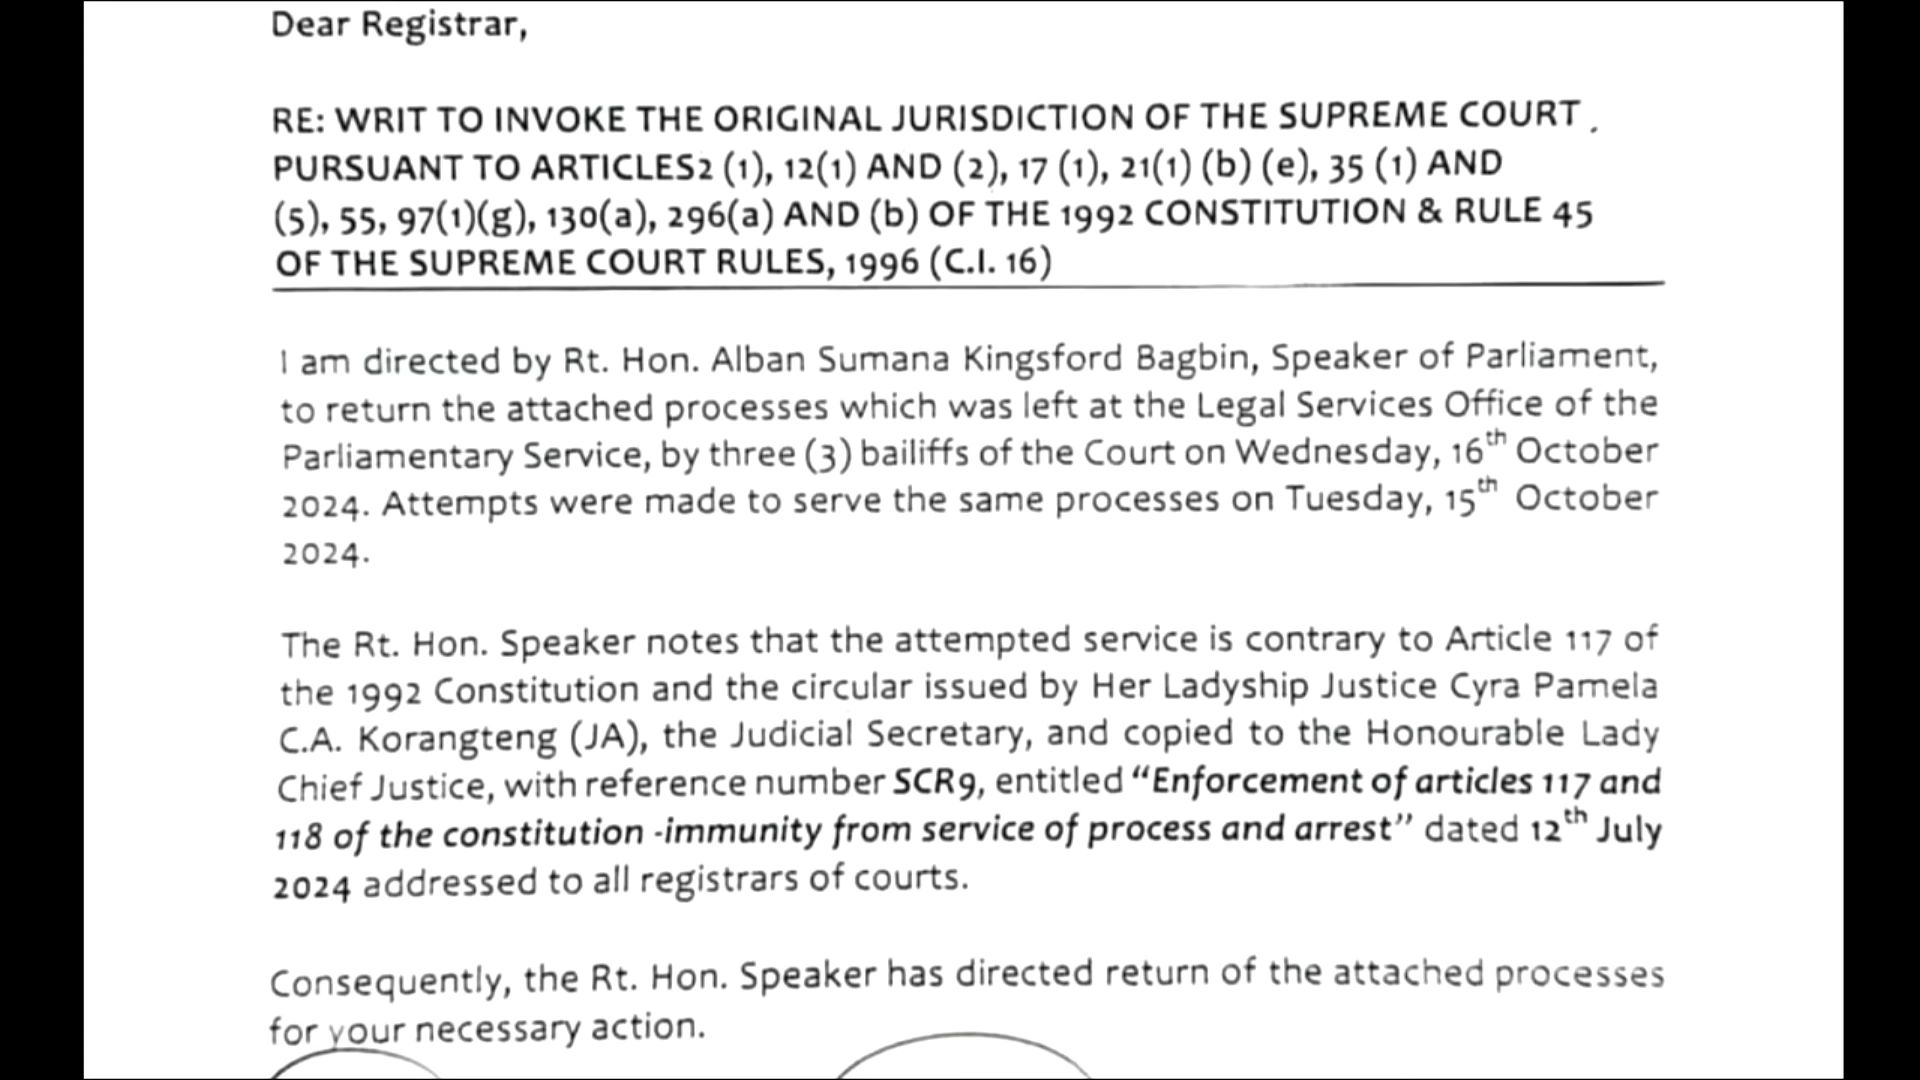 Dear Registrar,
RE: WRIT TO INVOKE THE ORIGINAL JURISDICTION OF THE SUPREME COURT
PURSUANT TO ARTICLES2 (1), 12(1) AND (2), 17 (1), 21(1) (b) (e), 35 (1) AND
(5), 55, 97(1)(g), 130(a), 296(a) AND (b) OF THE 1992 CONSTITUTION & RULE 45
OF THE SUPREME COURT RULES, 1996 (C.I. 16)
I am directed by Rt. Hon. Alban Sumana Kingsford Bagbin, Speaker of Parliament,
to return the attached processes which was left at the Legal Services Office of the
Parliamentary Service, by three (3) bailiffs of the Court on Wednesday, 16th October
2024. Attempts were made to serve the same processes on Tuesday, 15th October
2024.
The Rt. Hon. Speaker notes that the attempted service is contrary to Article 117 of
the 1992 Constitution and the circular issued by Her Ladyship Justice Cyra Pamela
C.A. Korangteng (JA), the Judicial Secretary, and copied to the Honourable Lady
Chief Justice, with reference number SCR9, entitled “Enforcement of articles 117 and
118 of the constitution -immunity from service of process and arrest” dated 12th July
2024 addressed to all registrars of courts.
Consequently, the Rt. Hon. Speaker has directed return of the attached processes
for your necessary action.